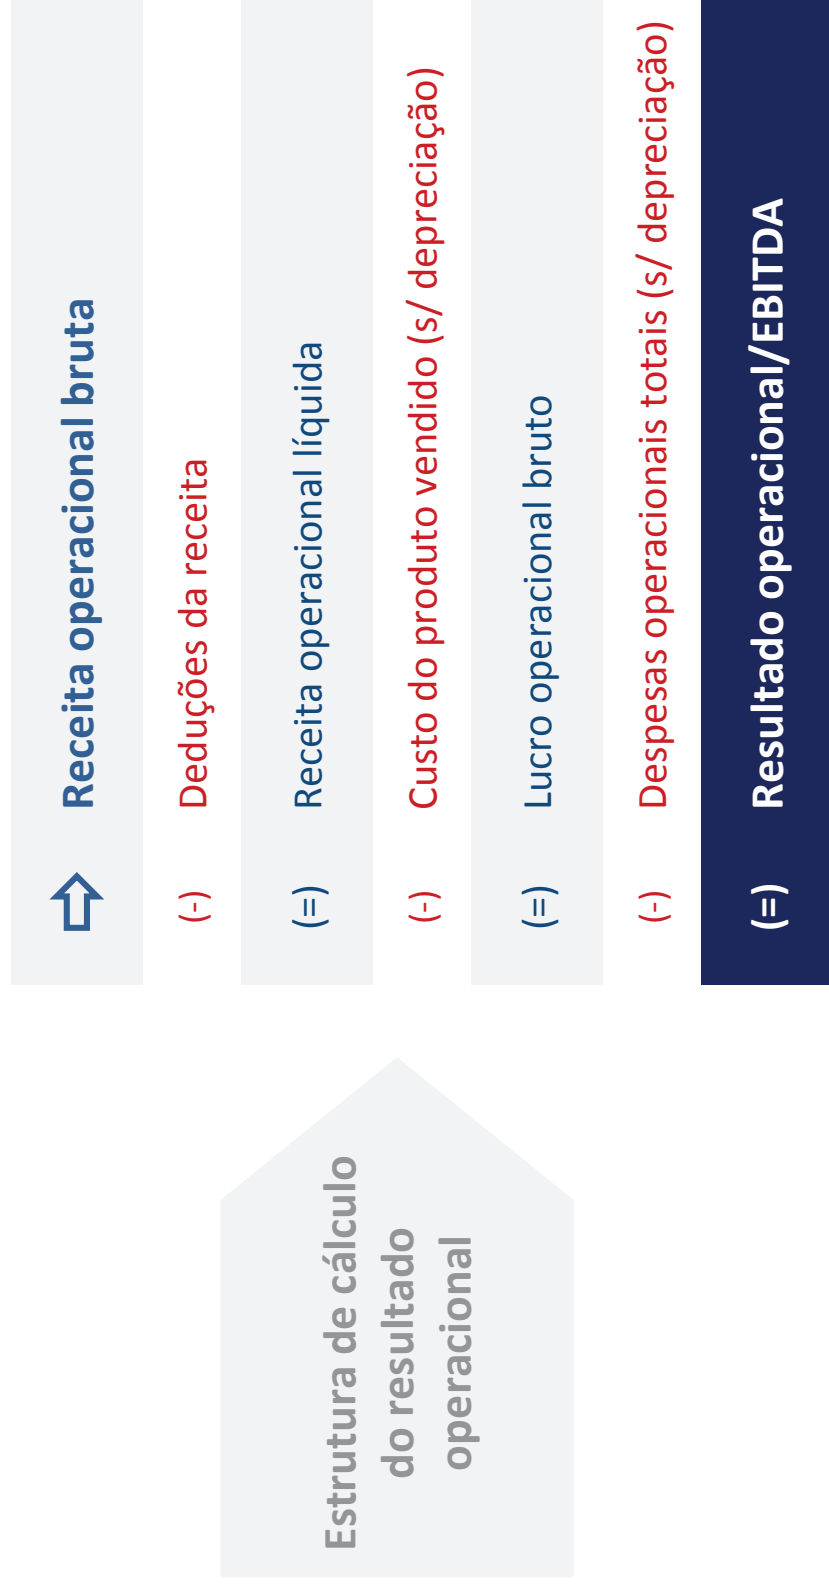 Estrutura de cálculo
do resultado
operacional
Receita operacional bruta
(-) Deduções da receita
(=) Receita operacional líquida
(-) Custo do produto vendido (s/ depreciação)
(=) Lucro operacional bruto
(-) Despesas operacionais totais (s/ depreciação)
(=) Resultado operacional/EBITDA